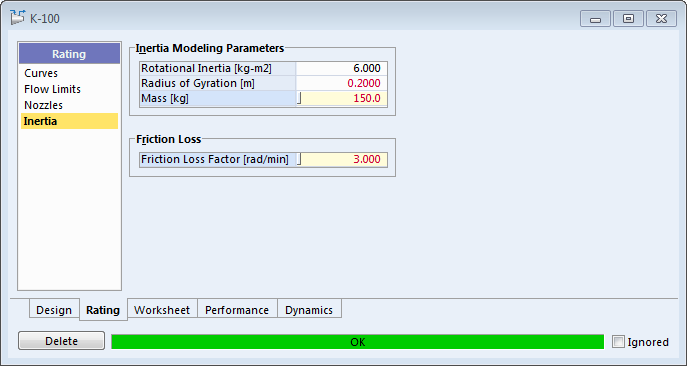 K-100
Rating
Curves
Flow Limits
Nozzles
Inertia
Inertia Modeling Parameters
Rotational Inertia [kg-m2] 6.000
Radius of Gyration [m] 0.2000
Mass [kg] 150.0
Friction Loss
Friction Loss Factor [rad/min] 3.000
Design Rating Worksheet Performance Dynamics
Delete OK Ignored